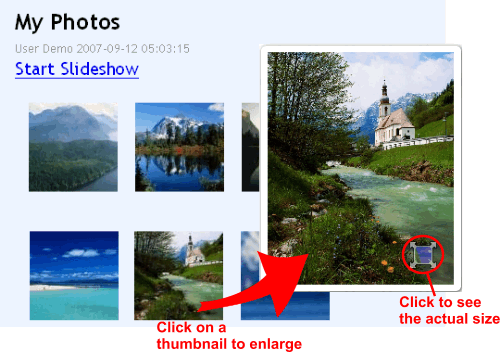 My Photos
User Demo 2007-09-12 05:03:15
Start Slideshow
Click to see
the actual size
Click on a
thumbnail to enlarge